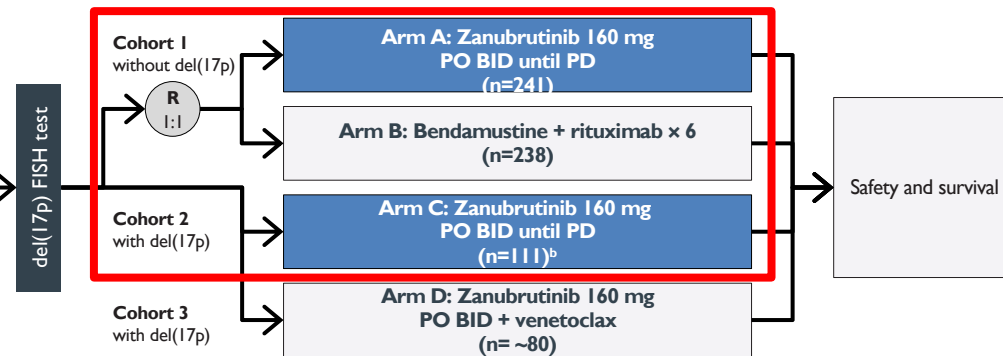 del(17p) FISH test
Cohort 1
without del(17p)
R
1:1
Arm A: Zanubrutinib 160 mg
PO BID until PD
(n=241)
Arm B: Bendamustine + rituximab × 6
(n=238)
Cohort 2
with del(17p)
Arm C: Zanubrutinib 160 mg
PO BID until PD
(n=111)ᵇ
Cohort 3
with del(17p)
Arm D: Zanubrutinib 160 mg
PO BID + venetoclax
(n= ~80)
Safety and survival